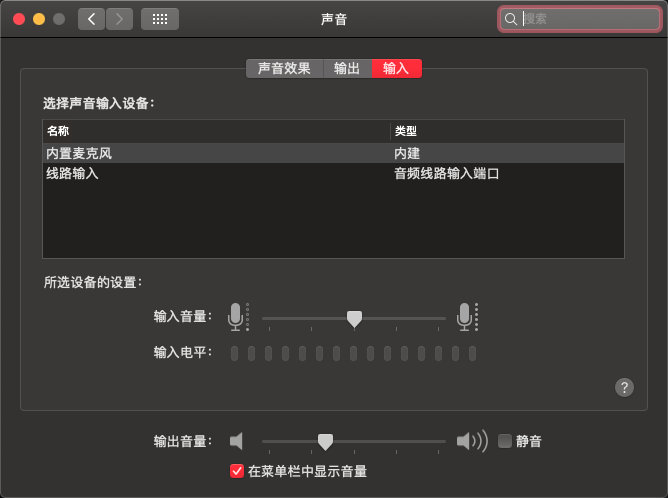 声音
搜索
声音效果 输出 输入
选择声音输入设备：
名称 类型
内置麦克风 内建
线路输入 音频线路输入端口
所选设备的设置：
输入音量：
输入电平：
?
输出音量： 静音
在菜单栏中显示音量